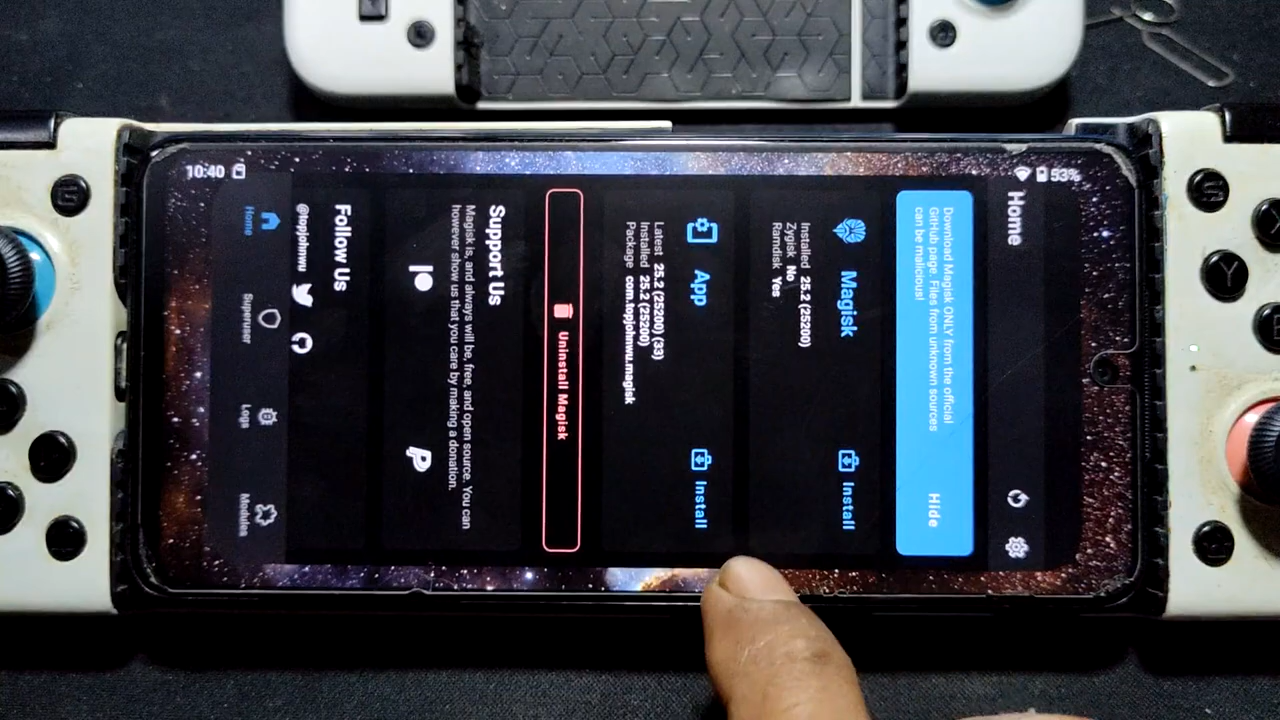 10:40
53%
Home
Download Magisk ONLY from the official
GitHub page. Files from unknown sources
can be malicious!
Hide
Magisk
Install
Installed 25.2 (25200)
Zygisk No
Ramdisk Yes
App
Install
Latest 25.2 (25200) (33)
Installed 25.2 (25200)
Package com.topjohnwu.magisk
Uninstall Magisk
Support Us
Magisk is, and always will be, free, and open source. You can
however show us that you care by making a donation.
Follow Us
@topjohnwu
Home
Superuser
Logs
Modules
Y